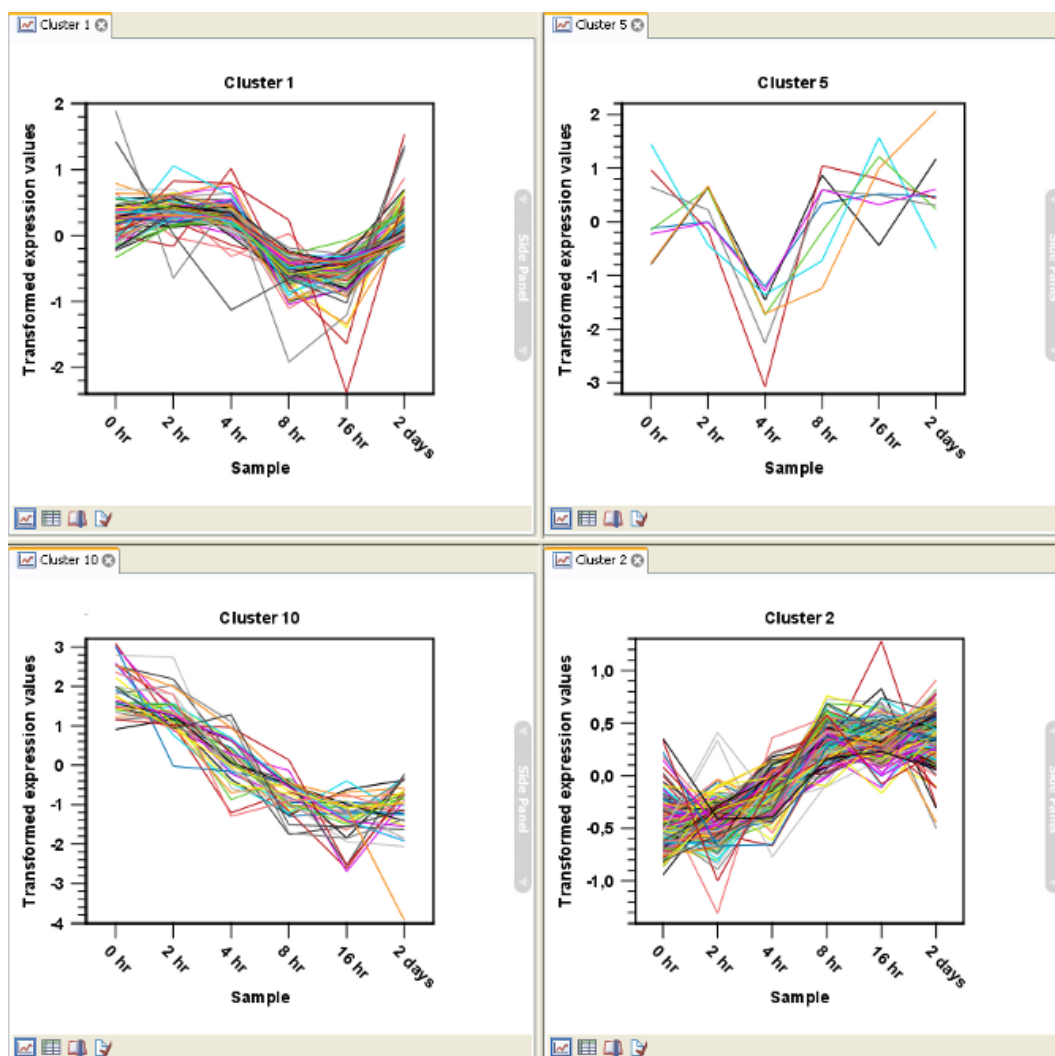 Cluster 1
Cluster 1
Transformed expression values
2
1
0
-1
-2
0 hr
2 hr
4 hr
8 hr
16 hr
2 days
Sample
Side Panel
Cluster 5
Cluster 5
Transformed expression values
2
1
0
-1
-2
-3
0 hr
2 hr
4 hr
8 hr
16 hr
2 days
Sample
Cluster 10
Cluster 10
Transformed expression values
3
2
1
0
-1
-2
-3
-4
0 hr
2 hr
4 hr
8 hr
16 hr
2 days
Sample
Side Panel
Cluster 2
Cluster 2
Transformed expression values
1,0
0,5
0,0
-0,5
-1,0
0 hr
2 hr
4 hr
8 hr
16 hr
2 days
Sample